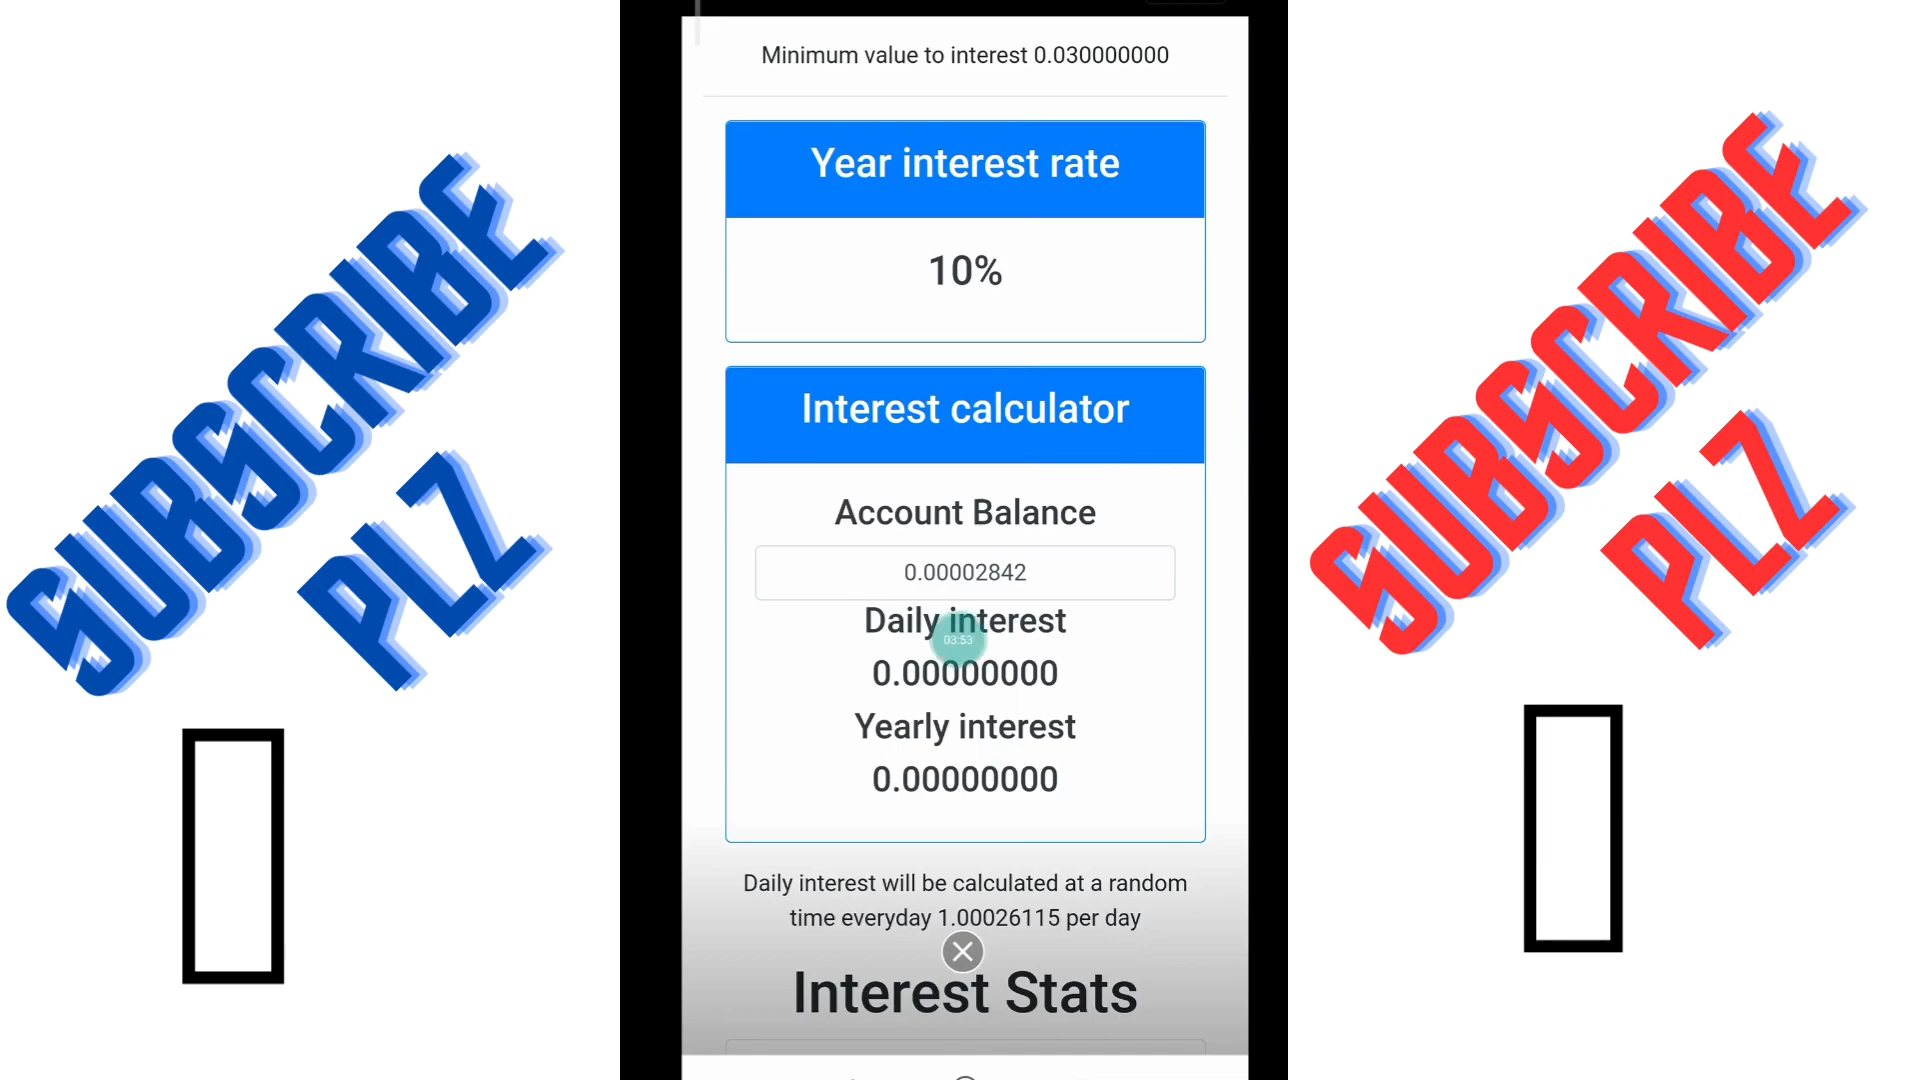 SUBSCRIBE
PLZ
Minimum value to interest 0.030000000
Year interest rate
10%
Interest calculator
Account Balance
0.00002842
Daily interest
03:53
0.00000000
Yearly interest
0.00000000
Daily interest will be calculated at a random
time everyday 1.00026115 per day
Interest Stats
SUBSCRIBE
PLZ